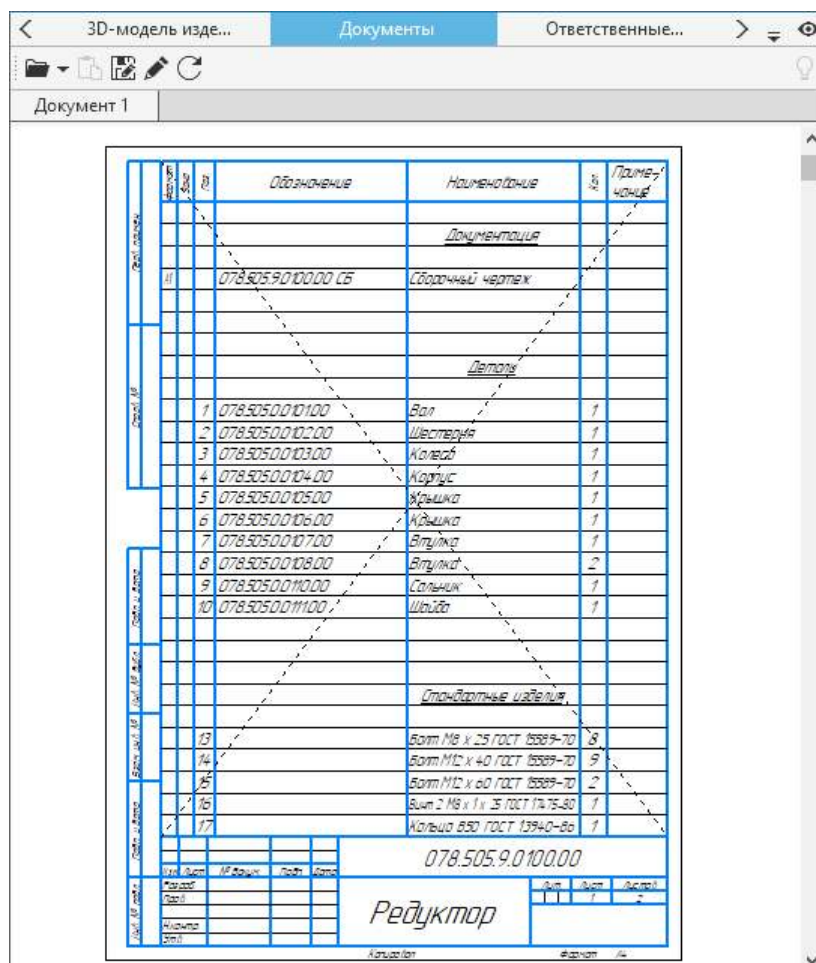 3D-модель изде... Документы Ответственные...
Документ 1
Формат Зона Поз. Обозначение Наименование Кол. Приме-чание
Перв. примен.
Документация
А1 078.505.9.0100.00 СБ Сборочный чертеж
Детали
Справ. №
1 078.505.0.0101.00 Вал 1
2 078.505.0.0102.00 Шестерня 1
3 078.505.0.0103.00 Колесо 1
4 078.505.0.0104.00 Корпус 1
5 078.505.0.0105.00 Крышка 1
6 078.505.0.0106.00 Крышка 1
7 078.505.0.0107.00 Втулка 1
8 078.505.0.0108.00 Втулка 2
9 078.505.0.0110.00 Сальник 1
10 078.505.0.0111.00 Шайба 1
Подп. и дата
Инв. № дубл.
Стандартные изделия
Взам. инв. №
13 Болт М8 х 25 ГОСТ 15589-70 8
14 Болт М12 х 40 ГОСТ 15589-70 9
15 Болт М12 х 60 ГОСТ 15589-70 2
16 Винт 2 М8 х 1 х 25 ГОСТ 17475-80 1
17 Кольцо В50 ГОСТ 13940-86 1
Подп. и дата
078.505.9.0100.00
Изм. Лист № докум. Подп. Дата
Инв. № подл.
Разраб.
Пров.
Н.контр.
Утв.
Редуктор
Лит. Лист Листов
1 2
Копировал Формат А4